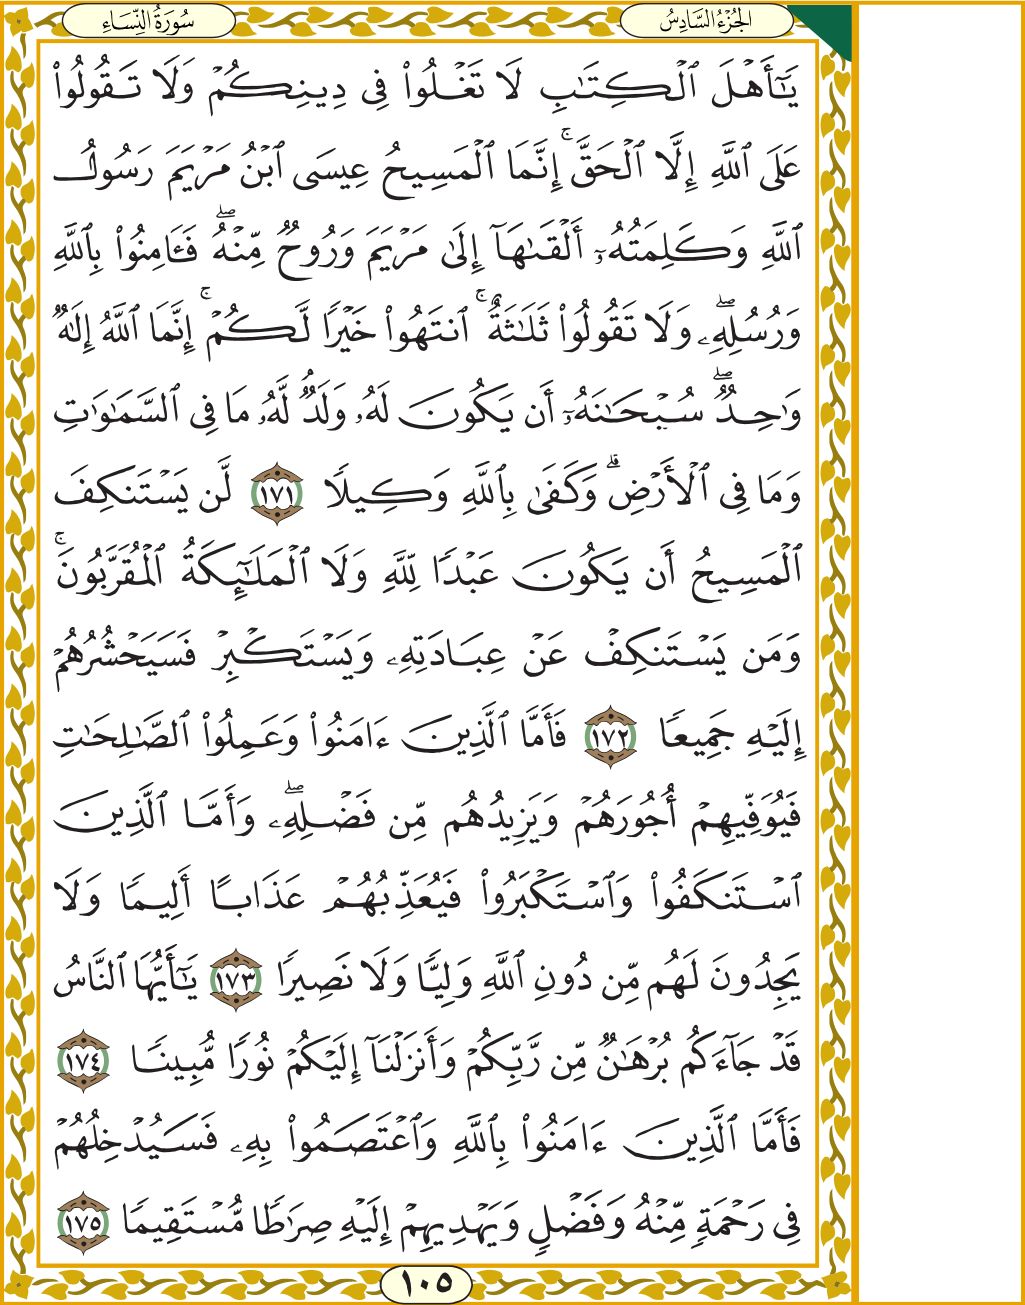 الجُزْءُ السَّادِسُ
سُورَةُ النِّسَاءِ
يَـٰٓأَهْلَ ٱلْكِتَـٰبِ لَا تَغْلُوا۟ فِى دِينِكُمْ وَلَا تَقُولُوا۟
عَلَى ٱللَّهِ إِلَّا ٱلْحَقَّ ۚ إِنَّمَا ٱلْمَسِيحُ عِيسَى ٱبْنُ مَرْيَمَ رَسُولُ
ٱللَّهِ وَكَلِمَتُهُۥٓ أَلْقَىٰهَآ إِلَىٰ مَرْيَمَ وَرُوحٌ مِّنْهُ ۖ فَـَٔامِنُوا۟ بِٱللَّهِ
وَرُسُلِهِۦ ۖ وَلَا تَقُولُوا۟ ثَلَـٰثَةٌ ۚ ٱنتَهُوا۟ خَيْرًا لَّكُمْ ۚ إِنَّمَا ٱللَّهُ إِلَـٰهٌ
وَٰحِدٌ ۖ سُبْحَـٰنَهُۥٓ أَن يَكُونَ لَهُۥ وَلَدٌ ۘ لَّهُۥ مَا فِى ٱلسَّمَـٰوَٰتِ
وَمَا فِى ٱلْأَرْضِ ۗ وَكَفَىٰ بِٱللَّهِ وَكِيلًا ١٧١ لَّن يَسْتَنكِفَ
ٱلْمَسِيحُ أَن يَكُونَ عَبْدًا لِّلَّهِ وَلَا ٱلْمَلَـٰٓئِكَةُ ٱلْمُقَرَّبُونَ ۚ
وَمَن يَسْتَنكِفْ عَنْ عِبَادَتِهِۦ وَيَسْتَكْبِرْ فَسَيَحْشُرُهُمْ
إِلَيْهِ جَمِيعًا ١٧٢ فَأَمَّا ٱلَّذِينَ ءَامَنُوا۟ وَعَمِلُوا۟ ٱلصَّـٰلِحَـٰتِ
فَيُوَفِّيهِمْ أُجُورَهُمْ وَيَزِيدُهُم مِّن فَضْلِهِۦ ۖ وَأَمَّا ٱلَّذِينَ
ٱسْتَنكَفُوا۟ وَٱسْتَكْبَرُوا۟ فَيُعَذِّبُهُمْ عَذَابًا أَلِيمًا وَلَا
يَجِدُونَ لَهُم مِّن دُونِ ٱللَّهِ وَلِيًّا وَلَا نَصِيرًا ١٧٣ يَـٰٓأَيُّهَا ٱلنَّاسُ
قَدْ جَآءَكُم بُرْهَـٰنٌ مِّن رَّبِّكُمْ وَأَنزَلْنَآ إِلَيْكُمْ نُورًا مُّبِينًا ١٧٤
فَأَمَّا ٱلَّذِينَ ءَامَنُوا۟ بِٱللَّهِ وَٱعْتَصَمُوا۟ بِهِۦ فَسَيُدْخِلُهُمْ
فِى رَحْمَةٍ مِّنْهُ وَفَضْلٍ وَيَهْدِيهِمْ إِلَيْهِ صِرَٰطًا مُّسْتَقِيمًا ١٧٥
١٠٥